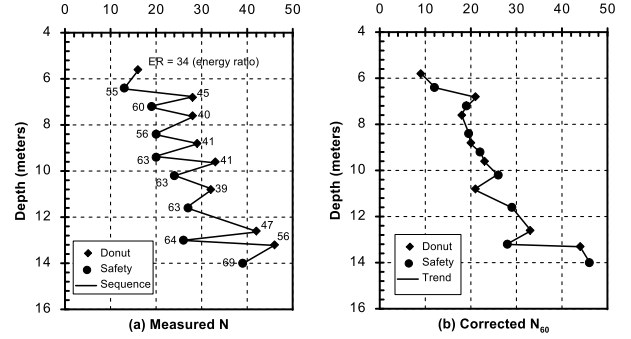 0 10 20 30 40 50
0 10 20 30 40 50
4
6
8
10
12
14
16
Depth (meters)
ER = 34 (energy ratio)
55
45
60
40
56
41
63
41
63
39
63
47
64
56
69
Donut
Safety
Sequence
(a) Measured N
4
6
8
10
12
14
16
Depth (meters)
Donut
Safety
Trend
(b) Corrected N60